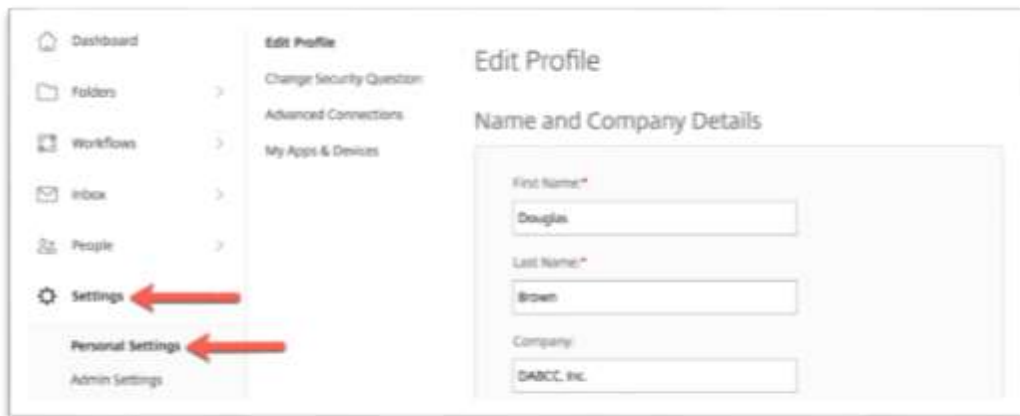 Dashboard
Folders
Workflows
Inbox
People
Settings
Personal Settings
Admin Settings
Edit Profile
Change Security Question
Advanced Connections
My Apps & Devices
Edit Profile
Name and Company Details
First Name:*
Douglas
Last Name:*
Brown
Company:
DABCC, Inc.